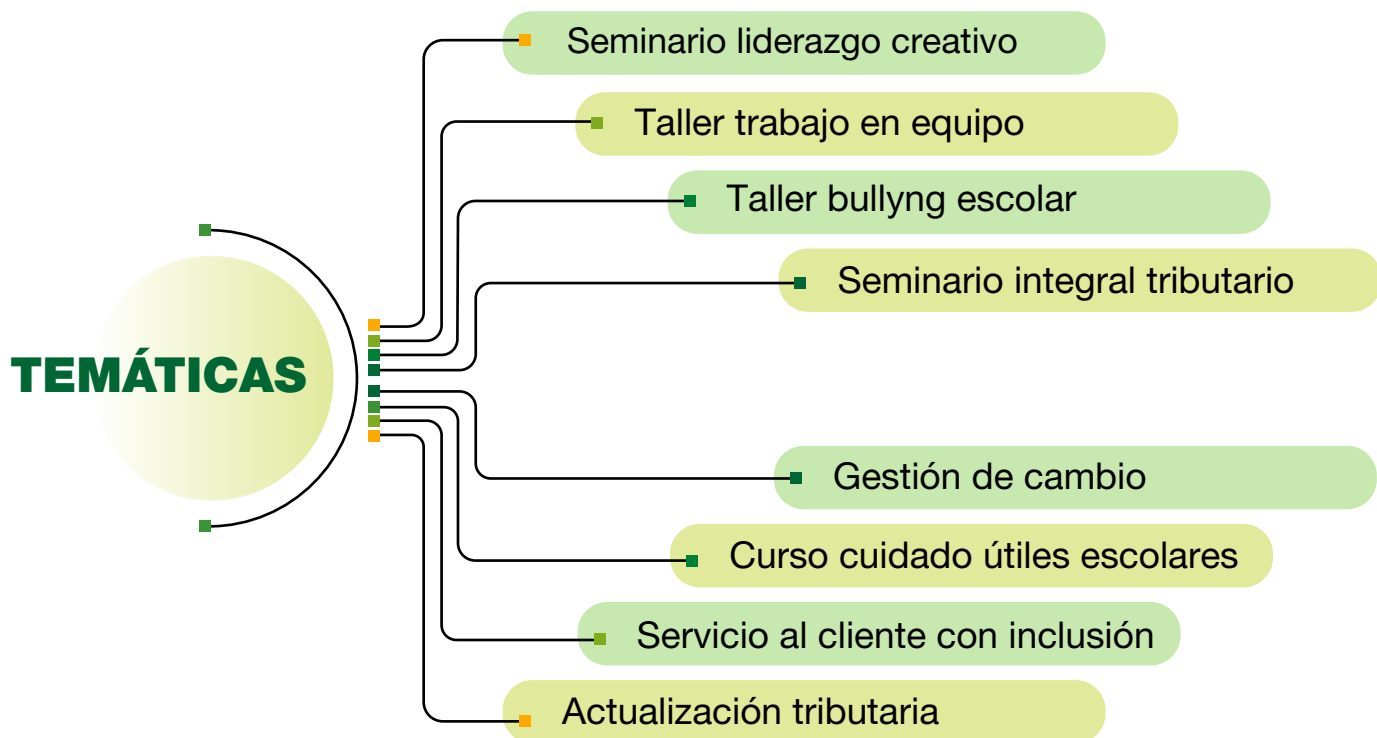 TEMÁTICAS
Seminario liderazgo creativo
Taller trabajo en equipo
Taller bullyng escolar
Seminario integral tributario
Gestión de cambio
Curso cuidado útiles escolares
Servicio al cliente con inclusión
Actualización tributaria